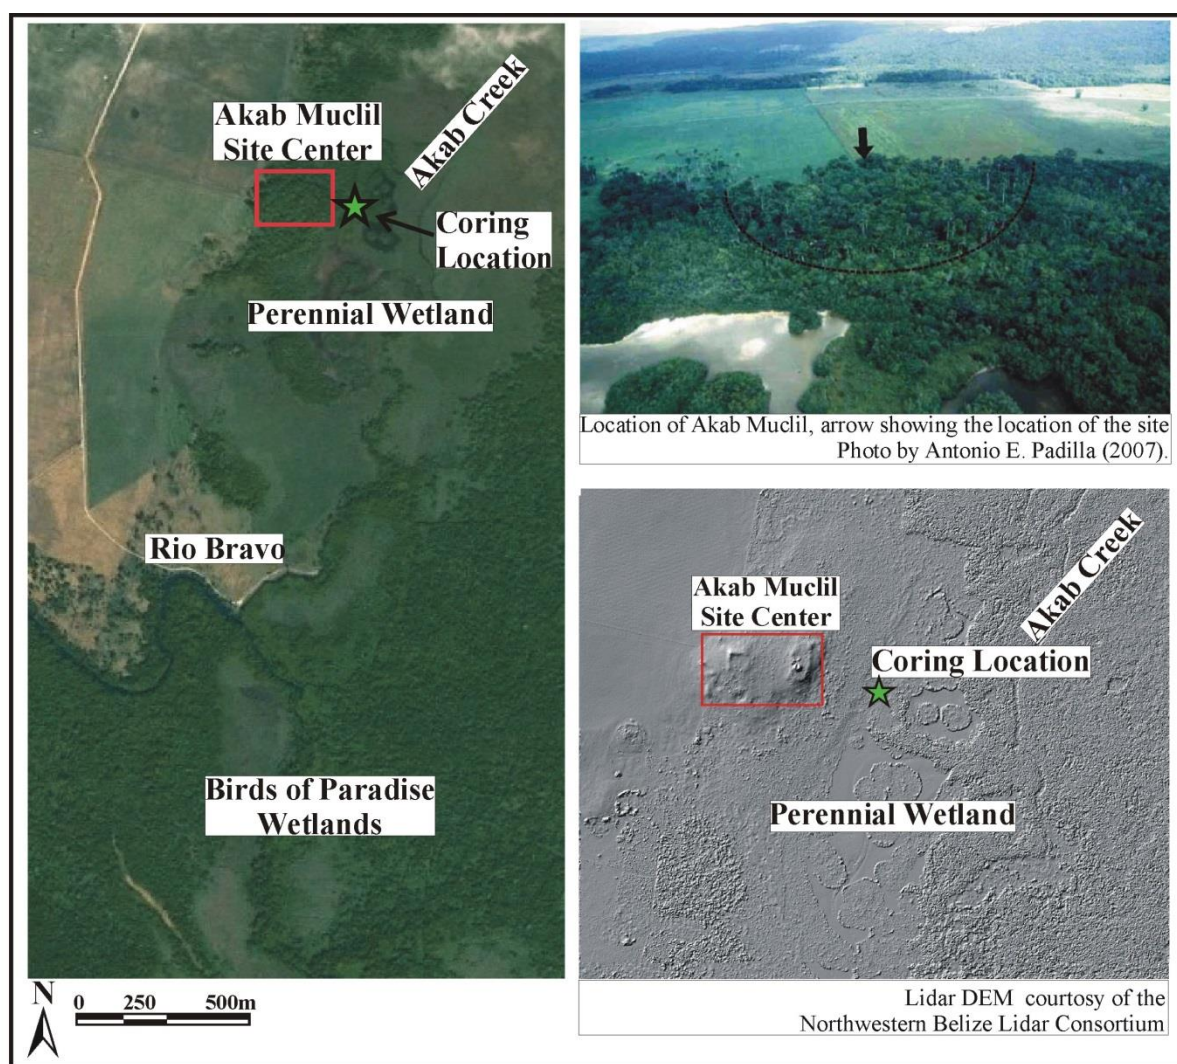 Akab Muclil
Site Center
Akab Creek
Coring
Location
Perennial Wetland
Rio Bravo
Birds of Paradise
Wetlands
N
0 250 500m
Location of Akab Muclil, arrow showing the location of the site
Photo by Antonio E. Padilla (2007).
Akab Muclil
Site Center
Akab Creek
Coring Location
Perennial Wetland
Lidar DEM courtosy of the
Northwestern Belize Lidar Consortium